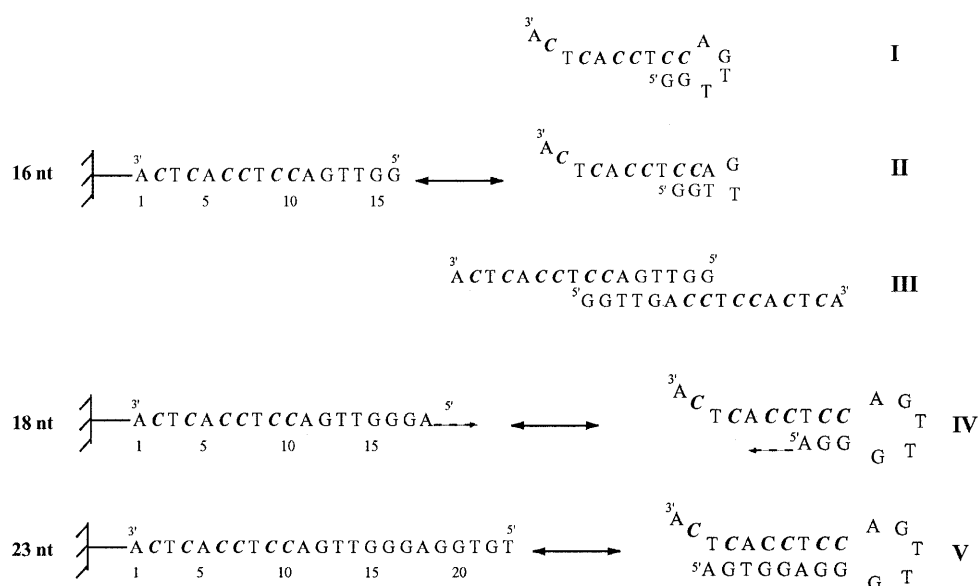 3'
A C T C A C C T C C A G T T
5'G G
I
16 nt
3' 5'
A C T C A C C T C C A G T T G G
1 5 10 15
3'
A C T C A C C T C C A G T
5'G G T T
II
3' 5'
A C T C A C C T C C A G T T G G
5'G G T T G A C C T C C A C T C A 3'
III
18 nt
3' 5'
A C T C A C C T C C A G T T G G G A
1 5 10 15
3'
A C T C A C C T C C A G T T G
5'A G G
IV
23 nt
3' 5'
A C T C A C C T C C A G T T G G G A G G T G T
1 5 10 15 20
3'
A C T C A C C T C C A G T T G
5'A G T G G A G G
V